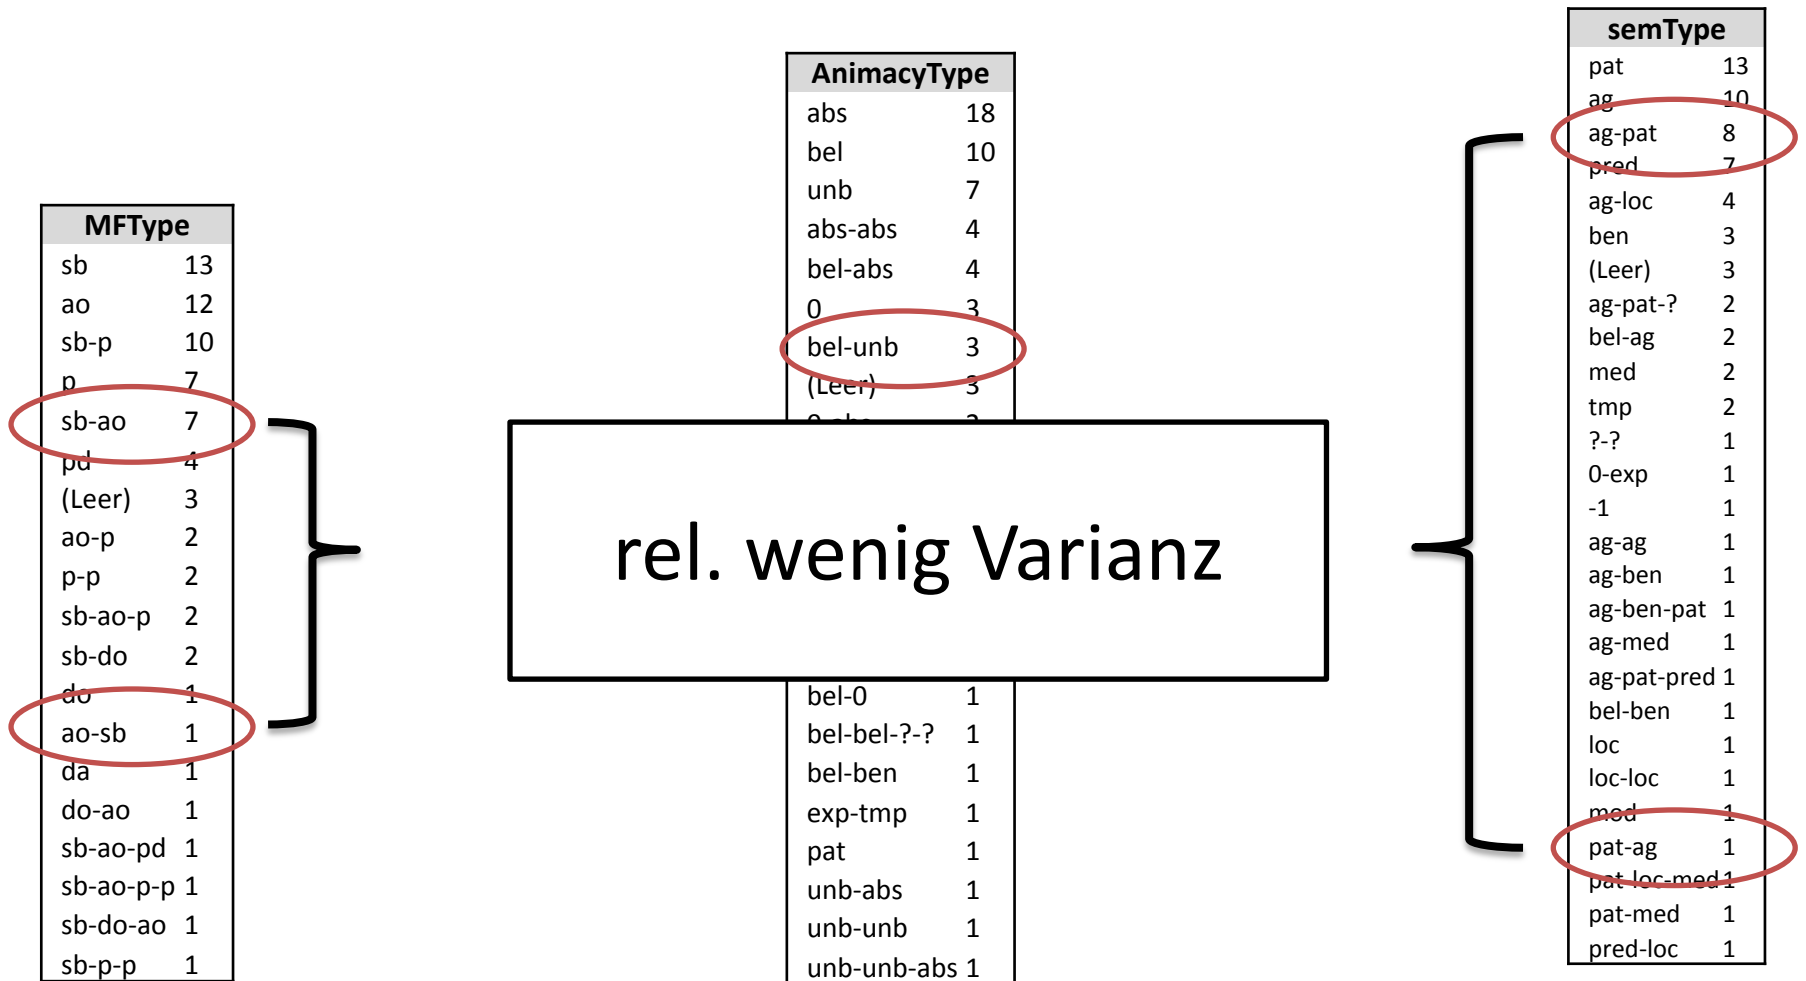 MFType
sb 13
ao 12
sb-p 10
p 7
sb-ao 7
pd 4
(Leer) 3
ao-p 2
p-p 2
sb-ao-p 2
sb-do 2
do 1
ao-sb 1
da 1
do-ao 1
sb-ao-pd 1
sb-ao-p-p 1
sb-do-ao 1
sb-p-p 1
AnimacyType
abs 18
bel 10
unb 7
abs-abs 4
bel-abs 4
0 3
bel-unb 3
(Leer) 3
rel. wenig Varianz
bel-0 1
bel-bel-?-? 1
bel-ben 1
exp-tmp 1
pat 1
unb-abs 1
unb-unb 1
unb-unb-abs 1
semType
pat 13
ag 10
ag-pat 8
pred 7
ag-loc 4
ben 3
(Leer) 3
ag-pat-? 2
bel-ag 2
med 2
tmp 2
?-? 1
0-exp 1
-1 1
ag-ag 1
ag-ben 1
ag-ben-pat 1
ag-med 1
ag-pat-pred 1
bel-ben 1
loc 1
loc-loc 1
mod 1
pat-ag 1
pat-loc-med 1
pat-med 1
pred-loc 1